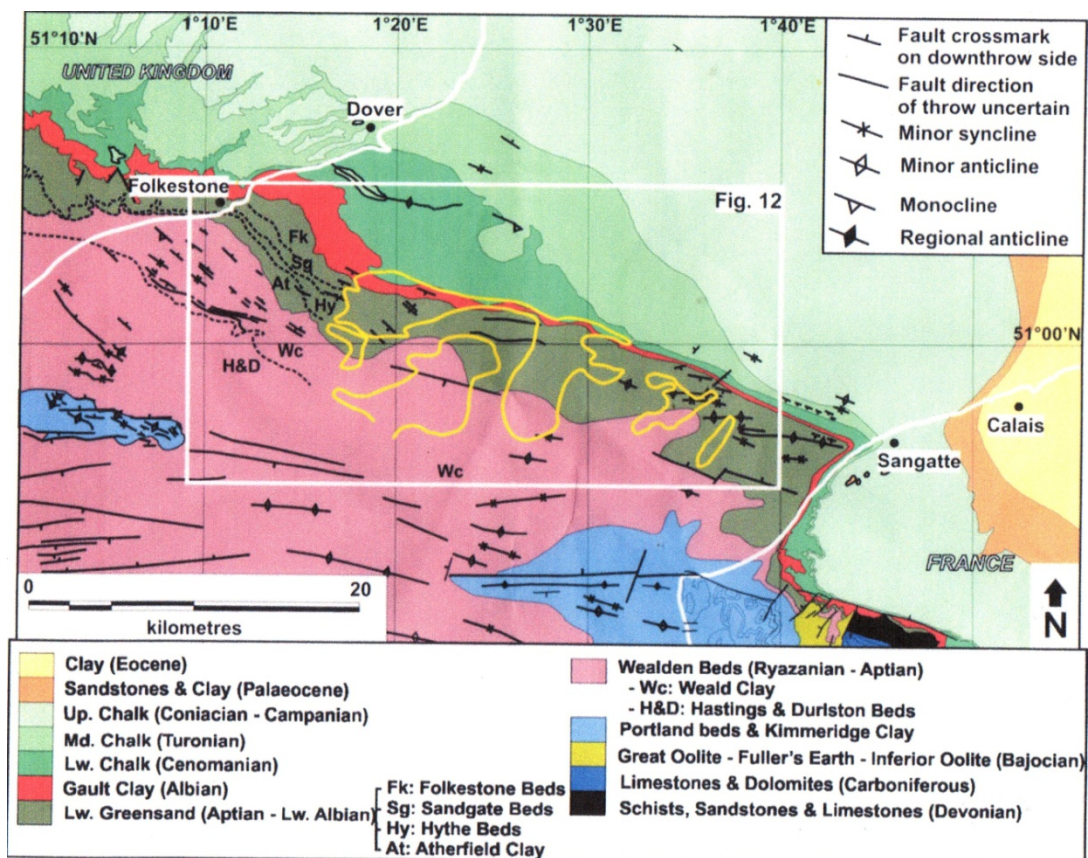 1°10'E
1°20'E
1°30'E
1°40'E
51°10'N
UNITED KINGDOM
Dover
Folkestone
Fig. 12
Fk
Sg
At
Hy
Wc
H&D
51°00'N
Calais
Sangatte
Wc
FRANCE
N
0
20
kilometres
Fault crossmark
on downthrow side
Fault direction
of throw uncertain
Minor syncline
Minor anticline
Monocline
Regional anticline
Clay (Eocene)
Sandstones & Clay (Palaeocene)
Up. Chalk (Coniacian - Campanian)
Md. Chalk (Turonian)
Lw. Chalk (Cenomanian)
Gault Clay (Albian)
Lw. Greensand (Aptian - Lw. Albian)
Fk: Folkestone Beds
Sg: Sandgate Beds
Hy: Hythe Beds
At: Atherfield Clay
Wealden Beds (Ryazanian - Aptian)
- Wc: Weald Clay
- H&D: Hastings & Durlston Beds
Portland beds & Kimmeridge Clay
Great Oolite - Fuller's Earth - Inferior Oolite (Bajocian)
Limestones & Dolomites (Carboniferous)
Schists, Sandstones & Limestones (Devonian)